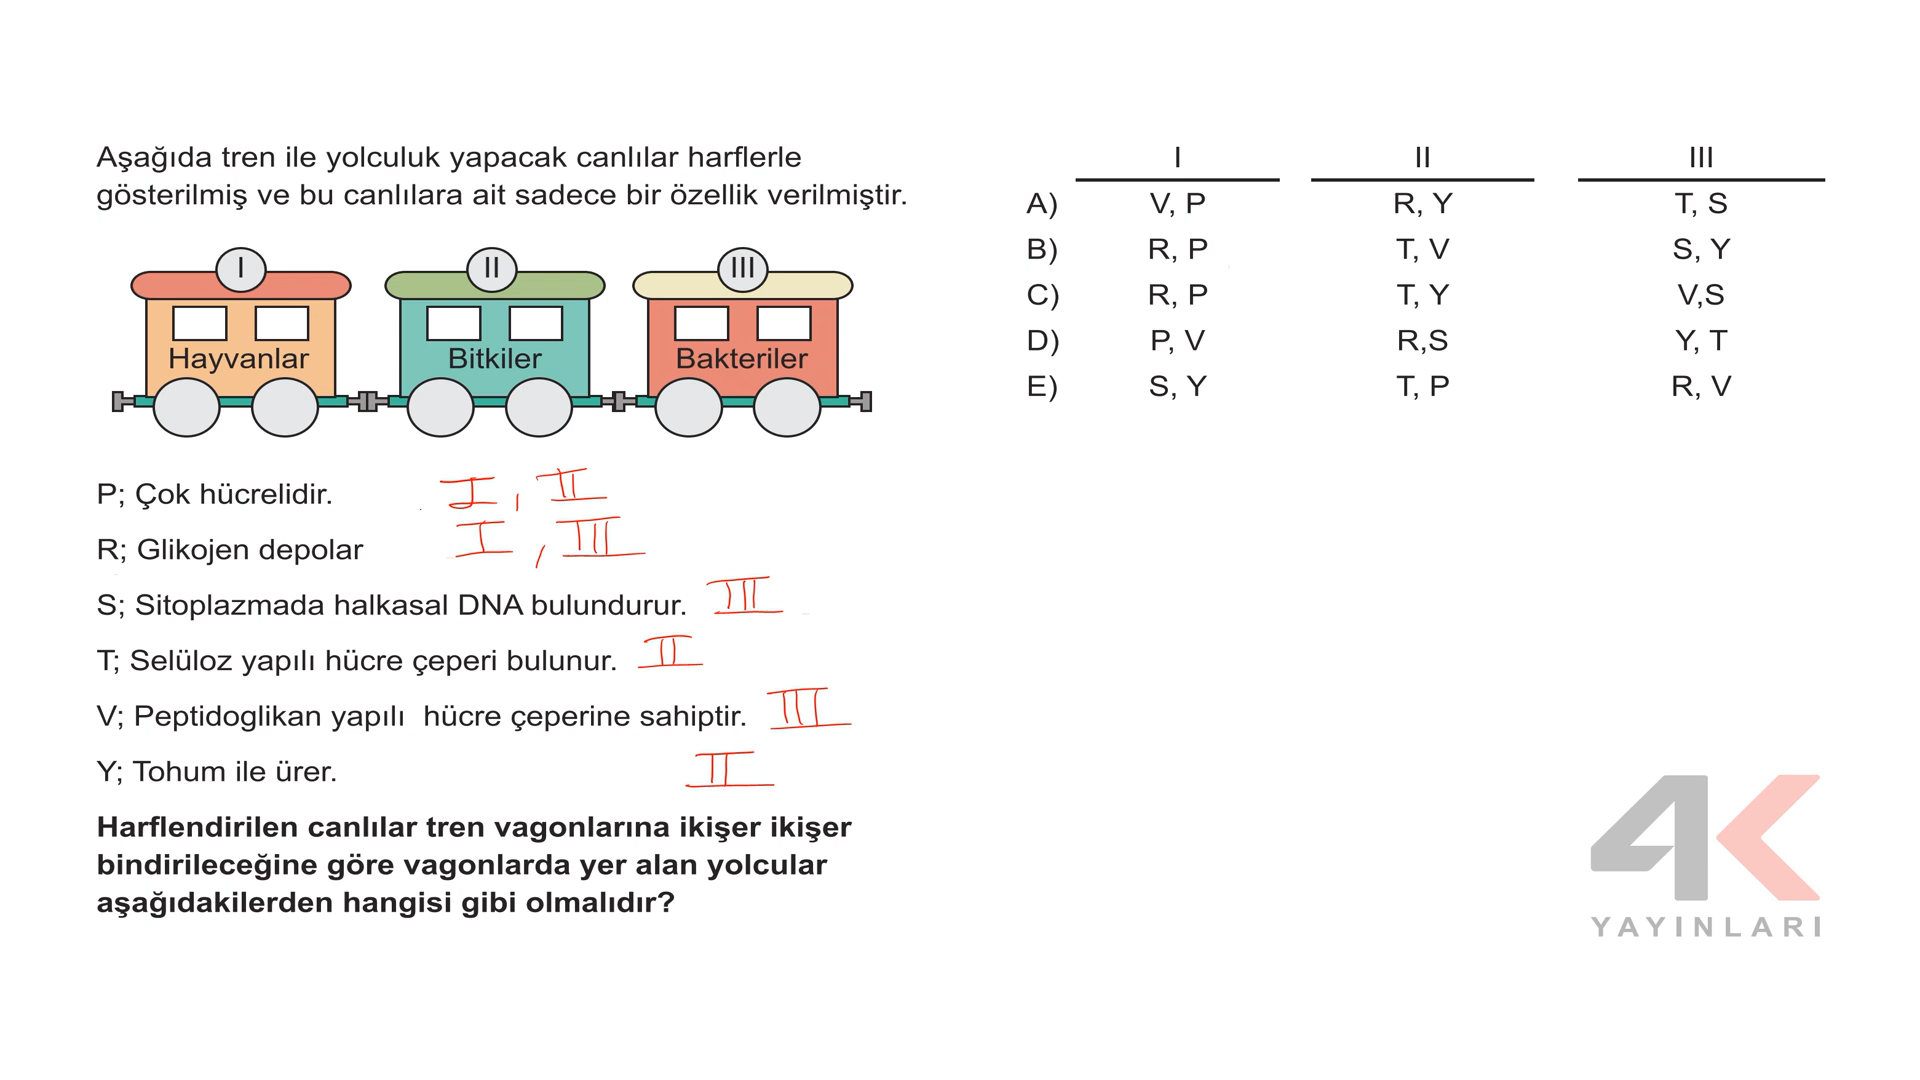 Aşağıda tren ile yolculuk yapacak canlılar harflerle
gösterilmiş ve bu canlılara ait sadece bir özellik verilmiştir.
I II III
Hayvanlar Bitkiler Bakteriler
P; Çok hücrelidir. I, II
R; Glikojen depolar I, III
S; Sitoplazmada halkasal DNA bulundurur. III
T; Selüloz yapılı hücre çeperi bulunur. II
V; Peptidoglikan yapılı hücre çeperine sahiptir. III
Y; Tohum ile ürer. II
Harflendirilen canlılar tren vagonlarına ikişer ikişer
bindirileceğine göre vagonlarda yer alan yolcular
aşağıdakilerden hangisi gibi olmalıdır?
I II III
A) V, P R, Y T, S
B) R, P T, V S, Y
C) R, P T, Y V,S
D) P, V R,S Y, T
E) S, Y T, P R, V
4K
YAYINLARI